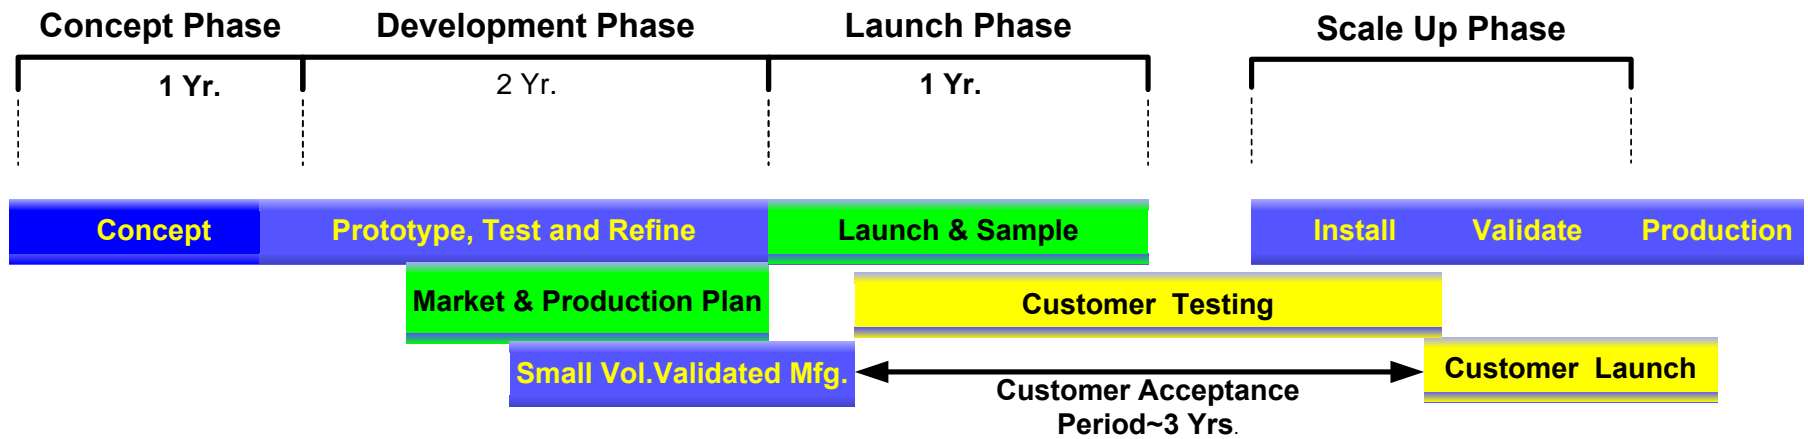 Concept Phase
Development Phase
Launch Phase
Scale Up Phase
1 Yr.
2 Yr.
1 Yr.
Concept
Prototype, Test and Refine
Launch & Sample
Install
Validate
Production
Market & Production Plan
Customer Testing
Small Vol.Validated Mfg.
Customer Acceptance
Period~3 Yrs.
Customer Launch